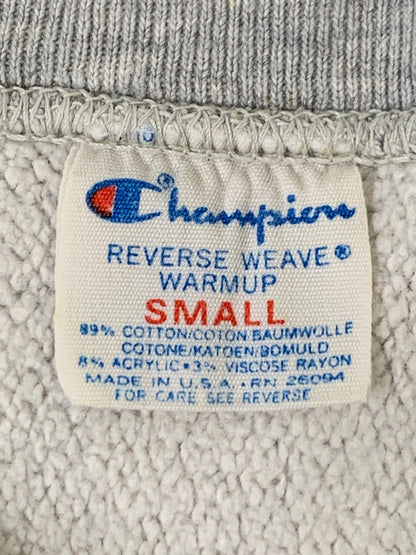 Champion
REVERSE WEAVE®
WARMUP
SMALL
89% COTTON/COTON/BAUMWOLLE
COTONE/KATOEN/BOMULD
8% ACRYLIC•3% VISCOSE RAYON
MADE IN U.S.A.•RN 26094
FOR CARE SEE REVERSE